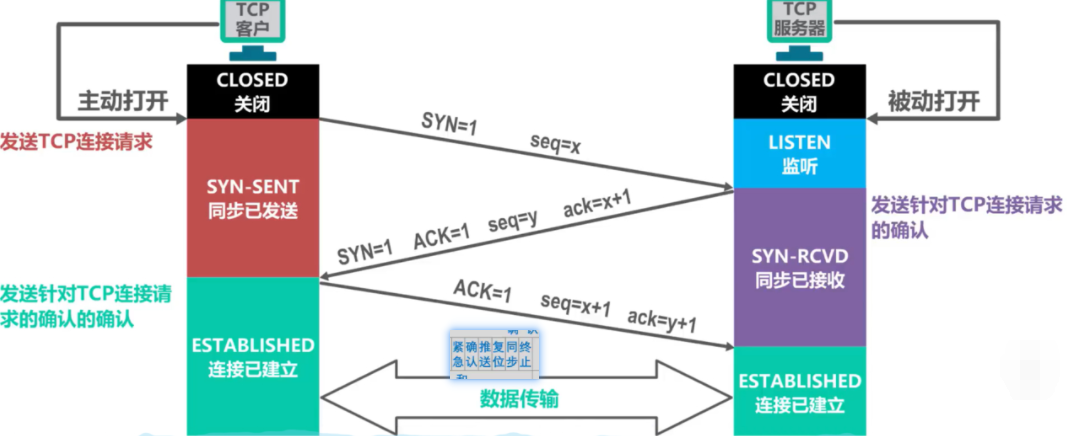 TCP
客户
TCP
服务器
CLOSED
关闭
CLOSED
关闭
主动打开
被动打开
发送TCP连接请求
SYN=1 seq=x
LISTEN
监听
SYN-SENT
同步已发送
SYN=1 ACK=1 seq=y ack=x+1
发送针对TCP连接请求
的确认
SYN-RCVD
同步已接收
发送针对TCP连接请
求的确认的确认
ACK=1 seq=x+1 ack=y+1
ESTABLISHED
连接已建立
紧 确 推 复 同 终
急 认 送 位 步 止
和
数据传输
ESTABLISHED
连接已建立